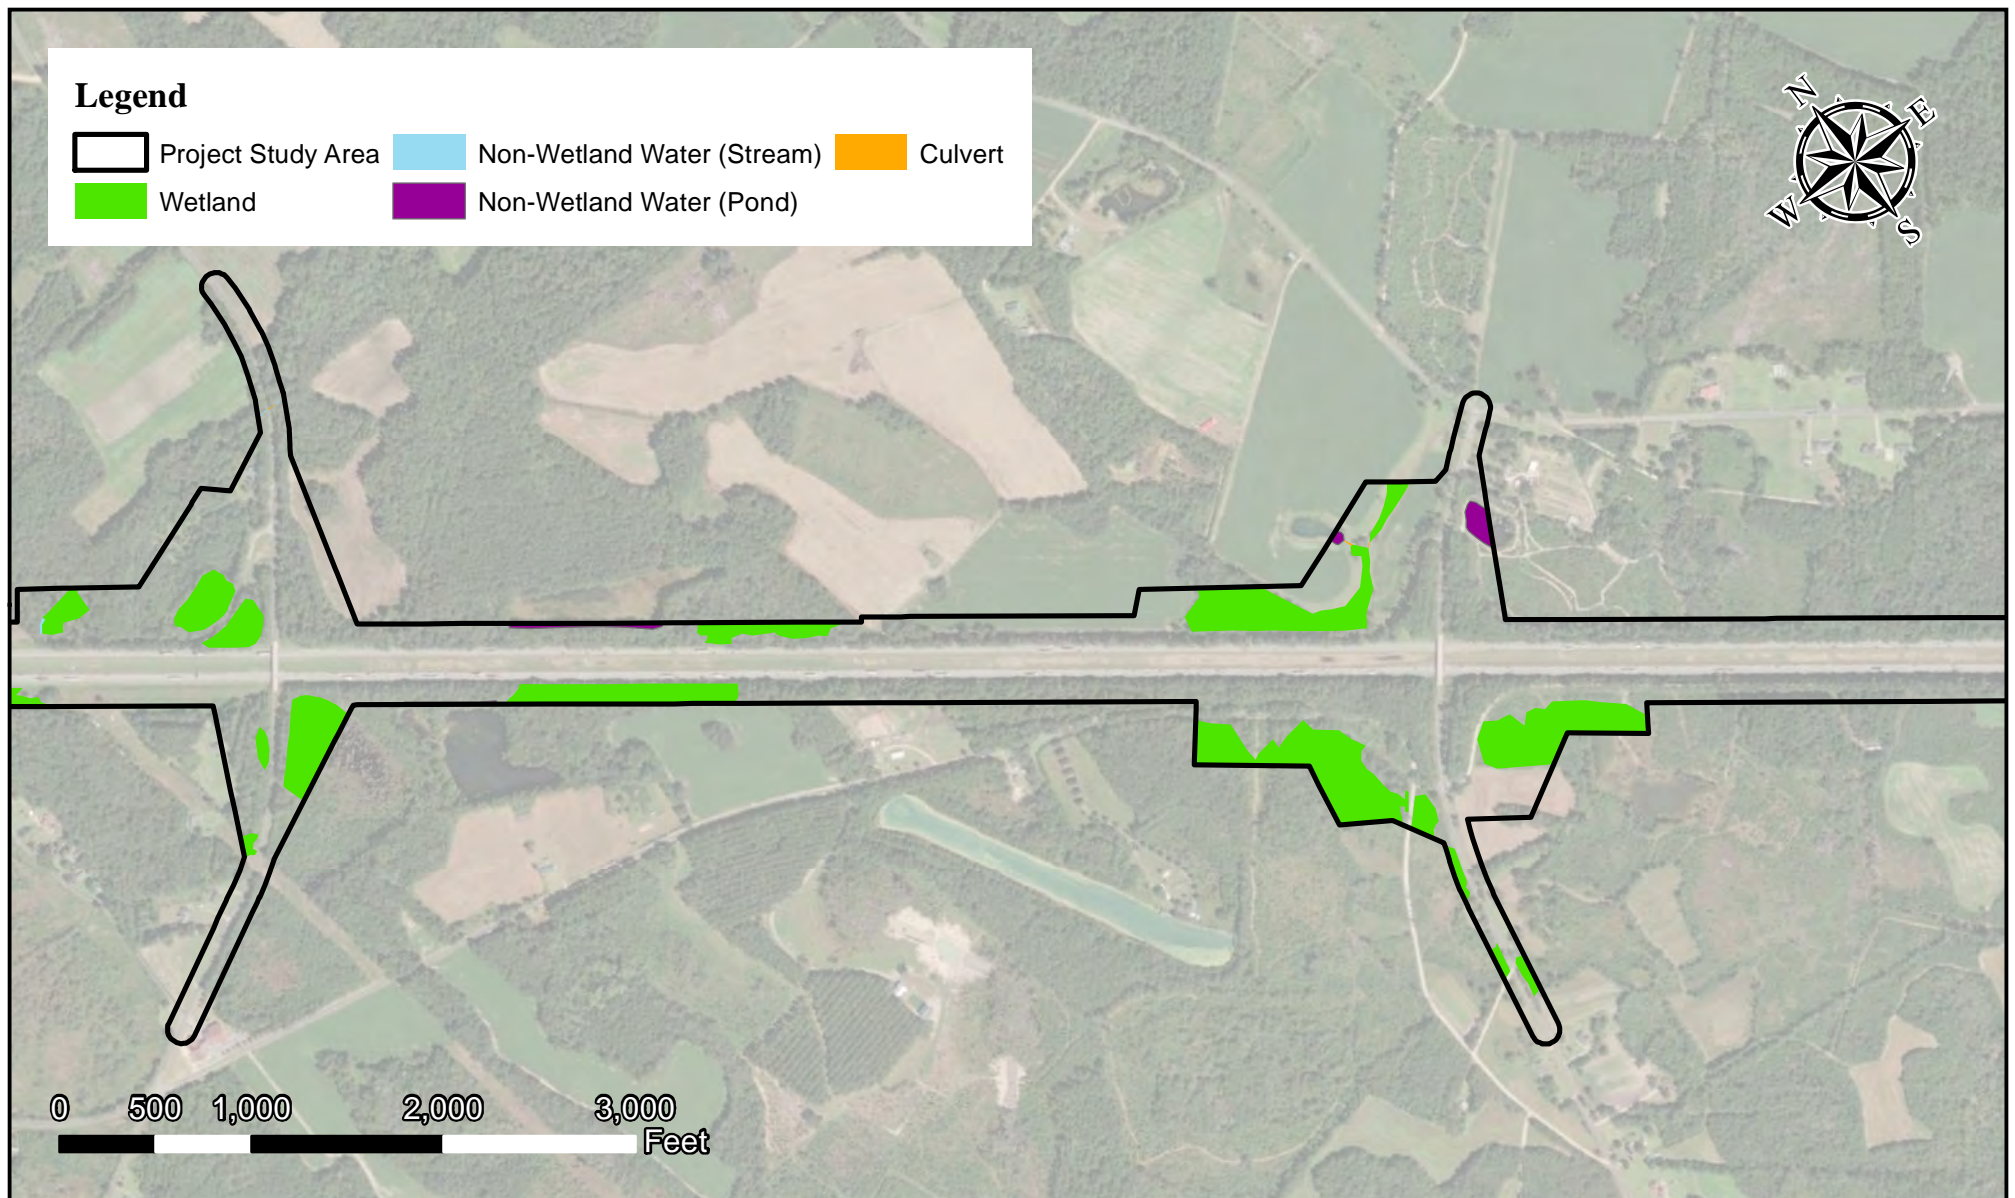 Legend
Project Study Area
Non-Wetland Water (Stream)
Culvert
Wetland
Non-Wetland Water (Pond)
N
E
W
S
0 500 1,000 2,000 3,000
Feet